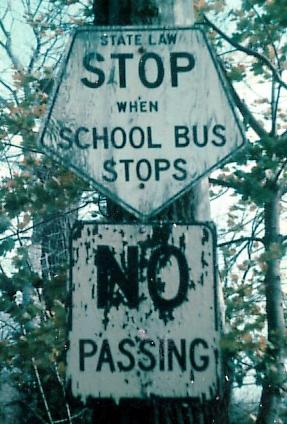 STATE LAW
STOP
WHEN
SCHOOL BUS
STOPS
NO
PASSING